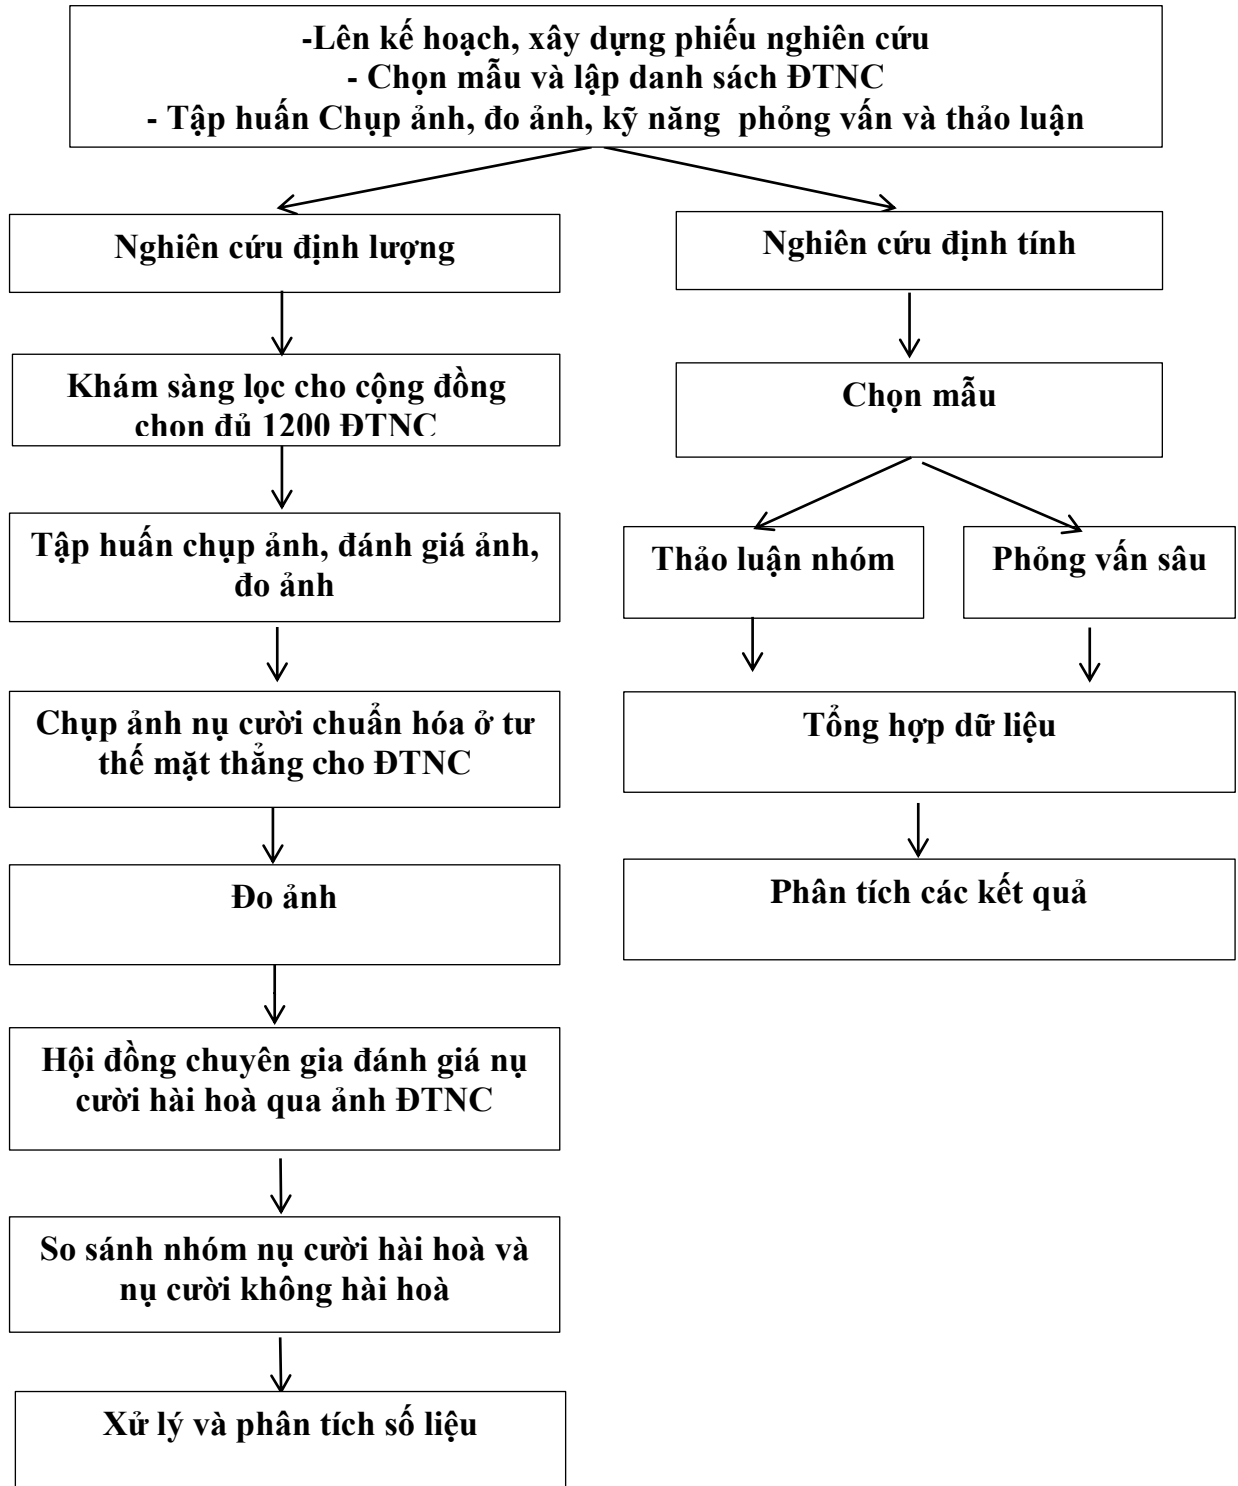 -Lên kế hoạch, xây dựng phiếu nghiên cứu
- Chọn mẫu và lập danh sách ĐTNC
- Tập huấn Chụp ảnh, đo ảnh, kỹ năng phỏng vấn và thảo luận
Nghiên cứu định lượng
Khám sàng lọc cho cộng đồng
chọn đủ 1200 ĐTNC
Tập huấn chụp ảnh, đánh giá ảnh,
đo ảnh
Chụp ảnh nụ cười chuẩn hóa ở tư
thế mặt thẳng cho ĐTNC
Đo ảnh
Hội đồng chuyên gia đánh giá nụ
cười hài hoà qua ảnh ĐTNC
So sánh nhóm nụ cười hài hoà và
nụ cười không hài hoà
Xử lý và phân tích số liệu
Nghiên cứu định tính
Chọn mẫu
Thảo luận nhóm
Phỏng vấn sâu
Tổng hợp dữ liệu
Phân tích các kết quả